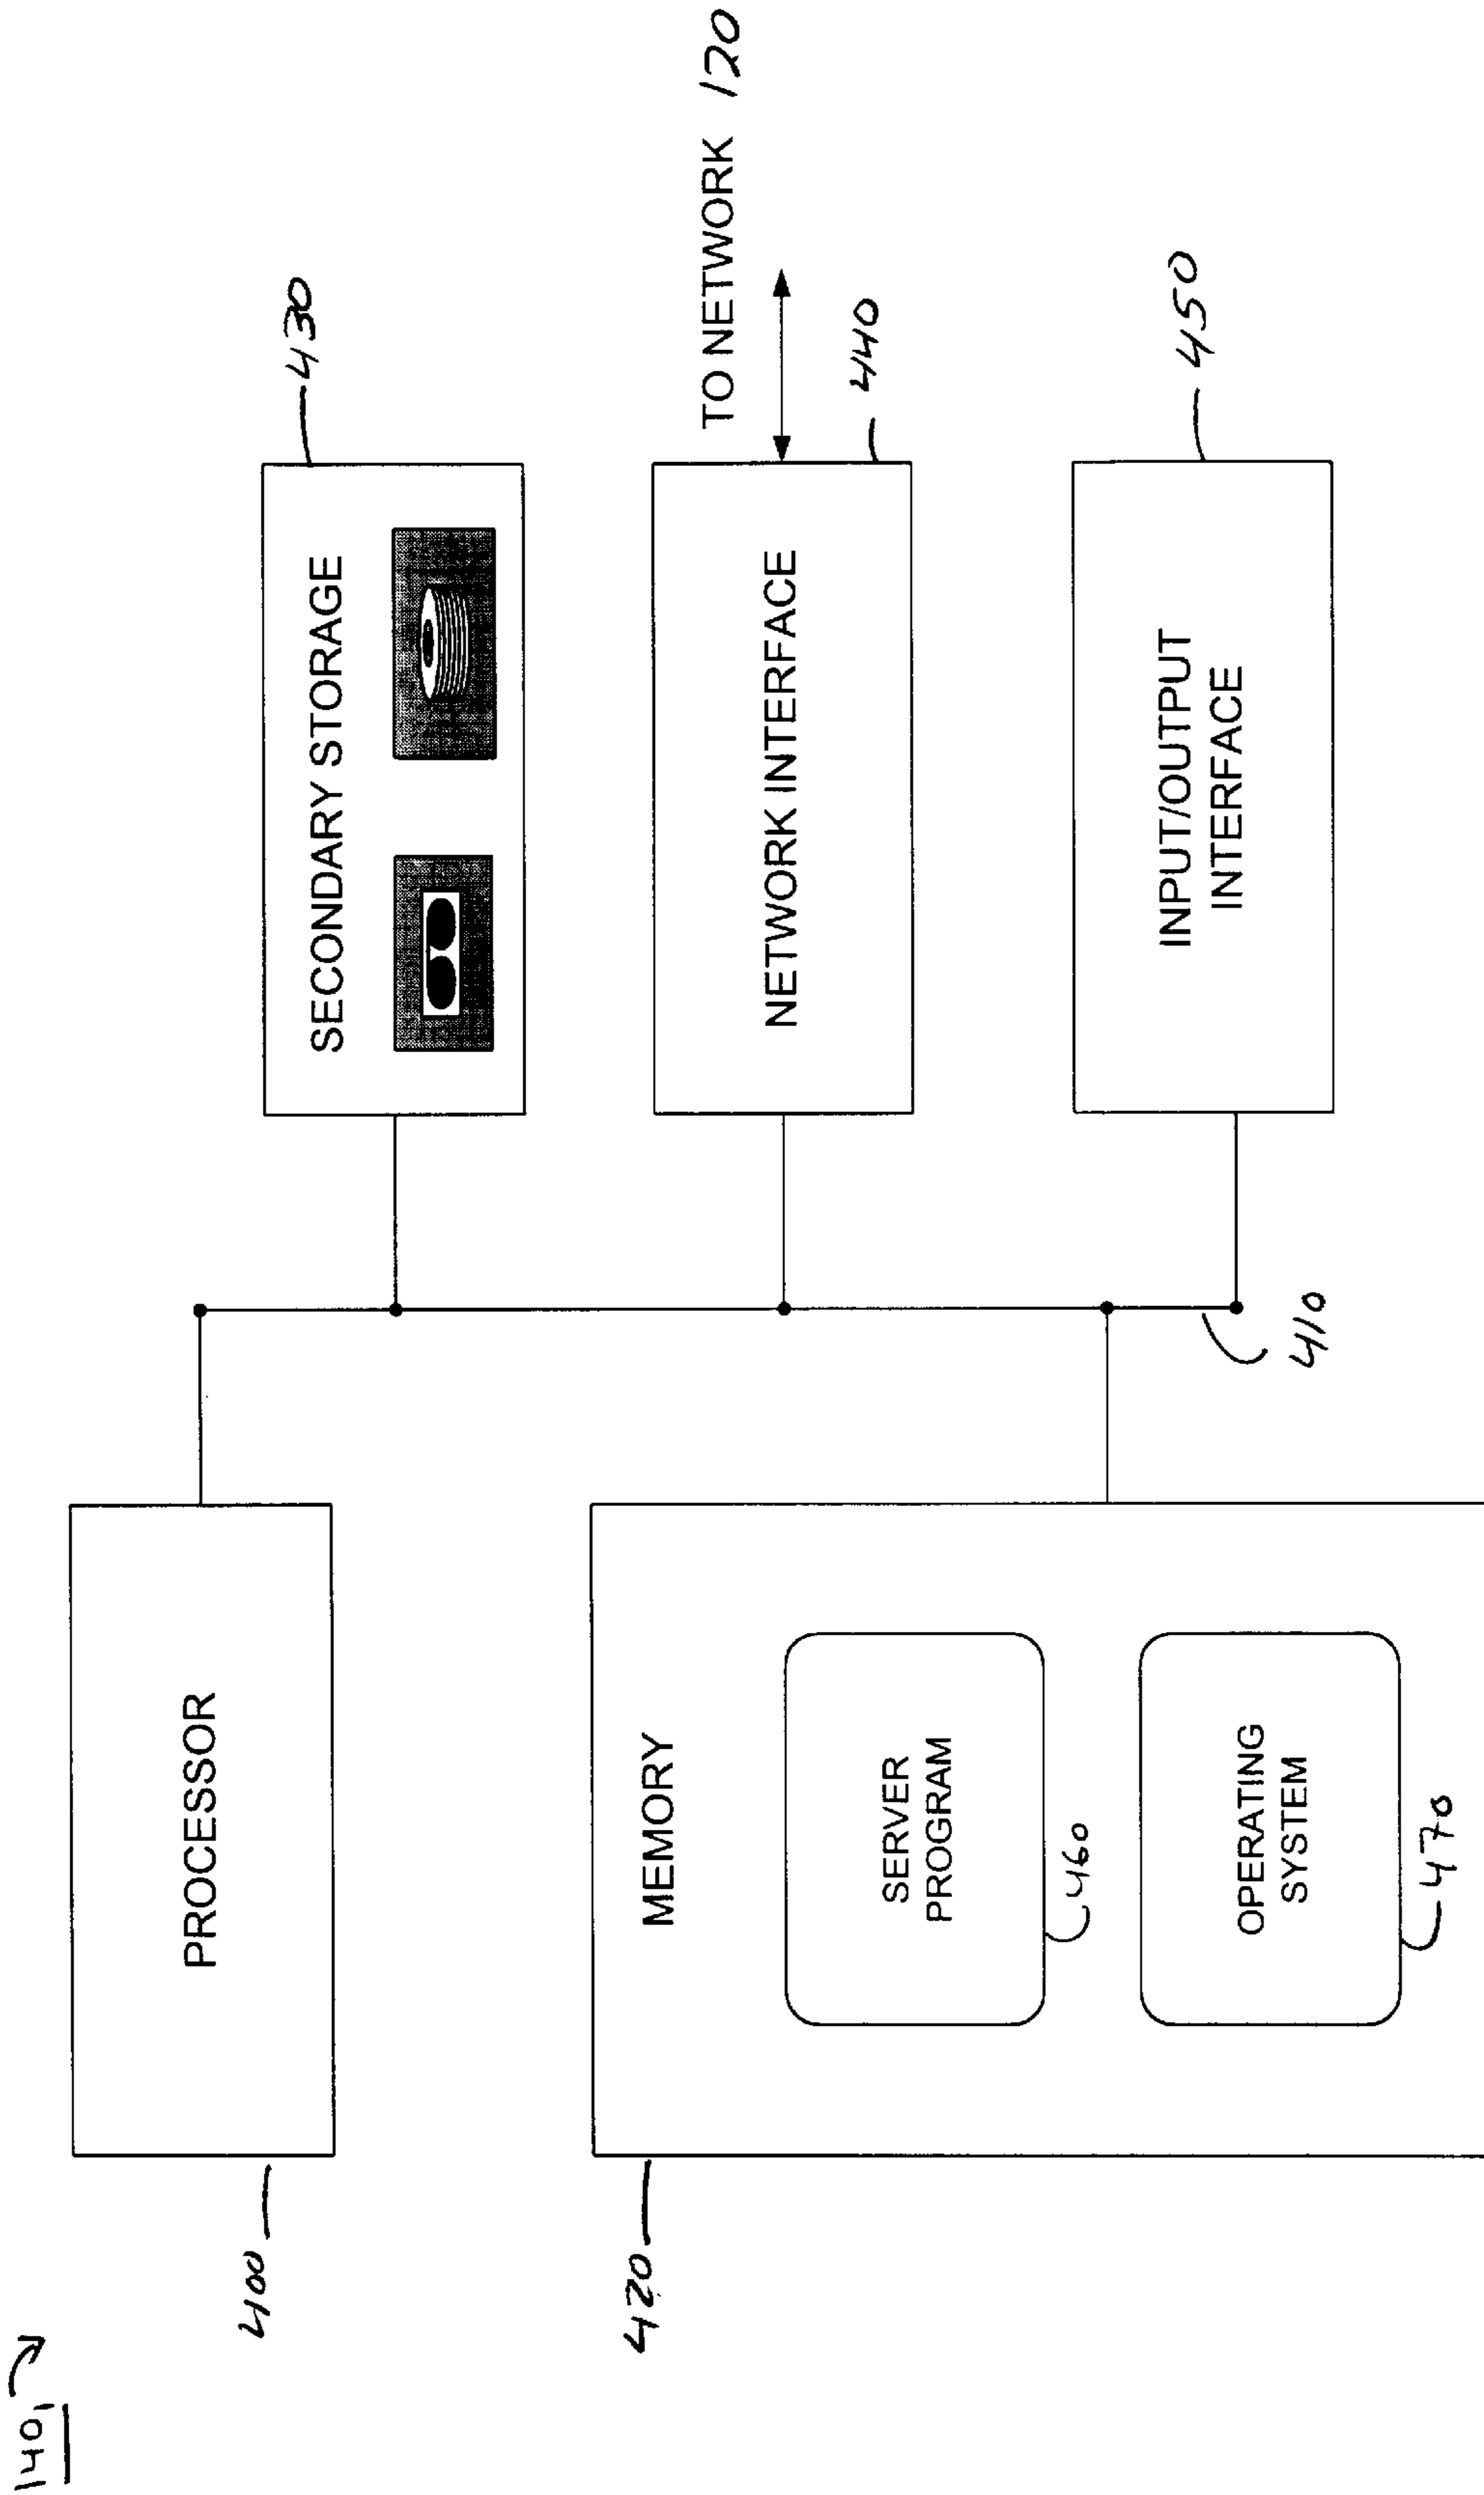 140,
400
PROCESSOR
SECONDARY STORAGE
430
420
MEMORY
SERVER
PROGRAM
460
OPERATING
SYSTEM
470
TO NETWORK 120
NETWORK INTERFACE
440
INPUT/OUTPUT
INTERFACE
450
410